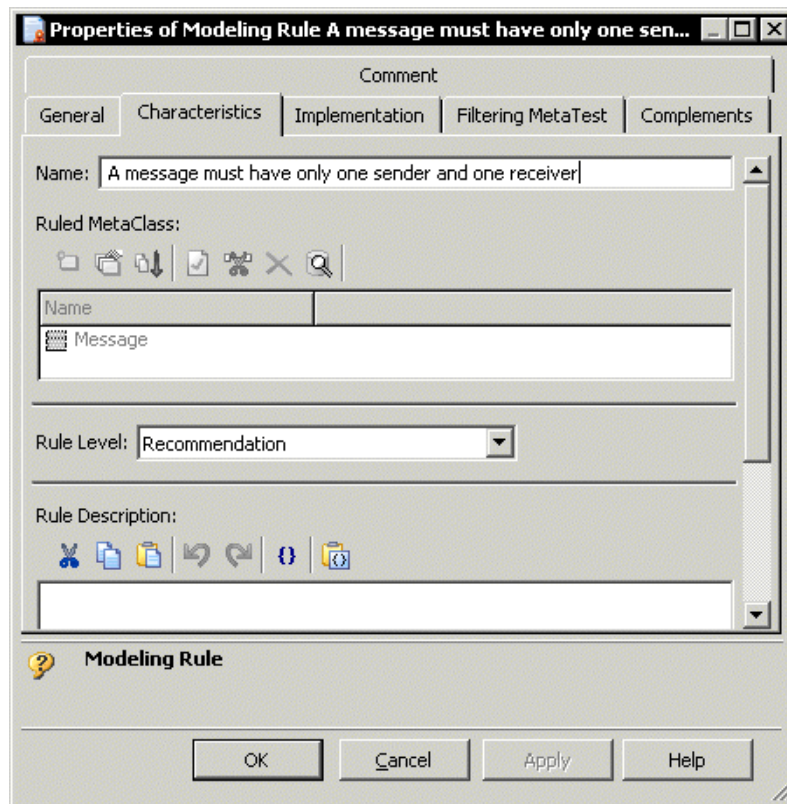 Properties of Modeling Rule A message must have only one sen...
Comment
General Characteristics Implementation Filtering MetaTest Complements
Name: A message must have only one sender and one receiver
Ruled MetaClass:
Name
Message
Rule Level: Recommendation
Rule Description:
Modeling Rule
OK Cancel Apply Help